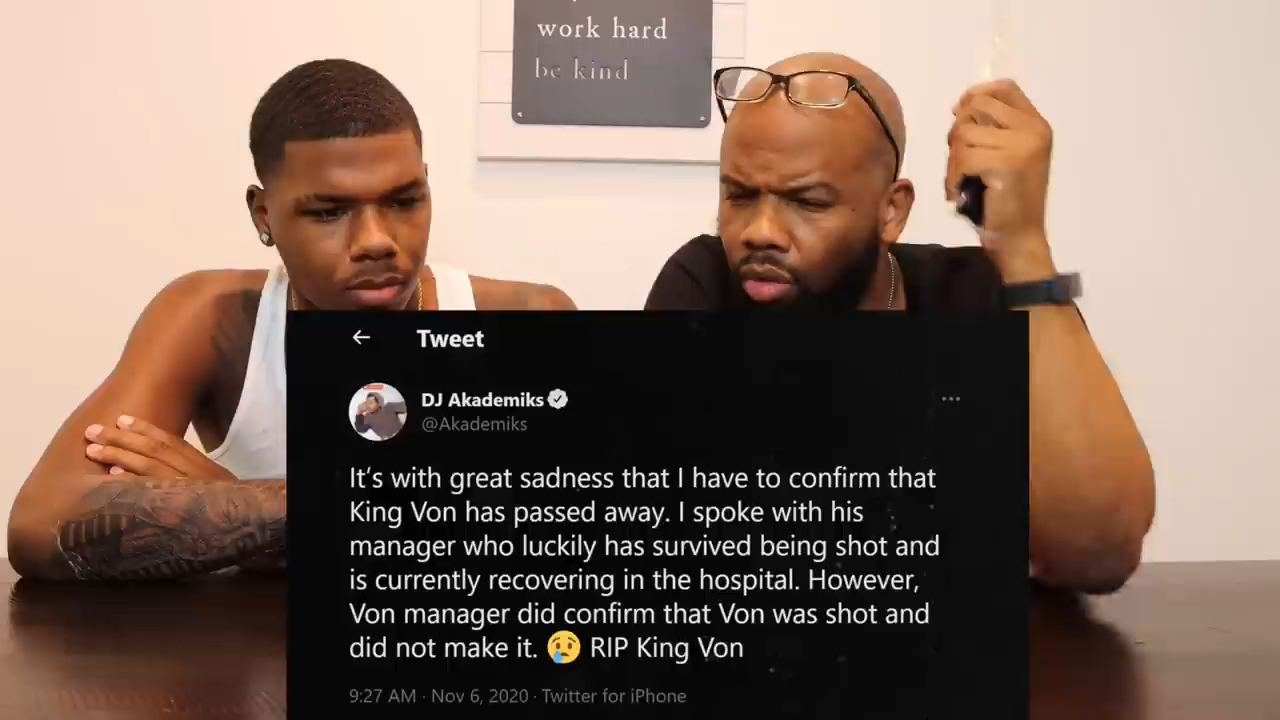 work hard
be kind
Tweet
DJ Akademiks
@Akademiks
It's with great sadness that I have to confirm that
King Von has passed away. I spoke with his
manager who luckily has survived being shot and
is currently recovering in the hospital. However,
Von manager did confirm that Von was shot and
did not make it. 😢 RIP King Von
9:27 AM · Nov 6, 2020 · Twitter for iPhone